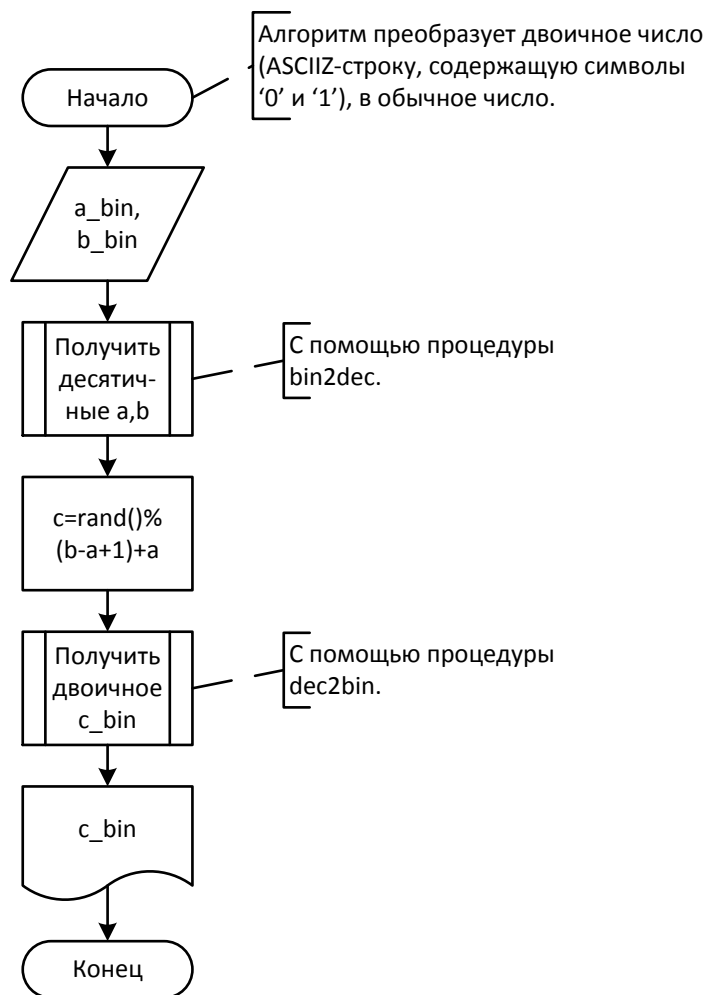 Алгоритм преобразует двоичное число
(ASCIIZ-строку, содержащую символы
‘0’ и ‘1’), в обычное число.
Начало
a_bin,
b_bin
Получить
десятич-
ные a,b
С помощью процедуры
bin2dec.
c=rand()%
(b-a+1)+a
Получить
двоичное
c_bin
С помощью процедуры
dec2bin.
c_bin
Конец